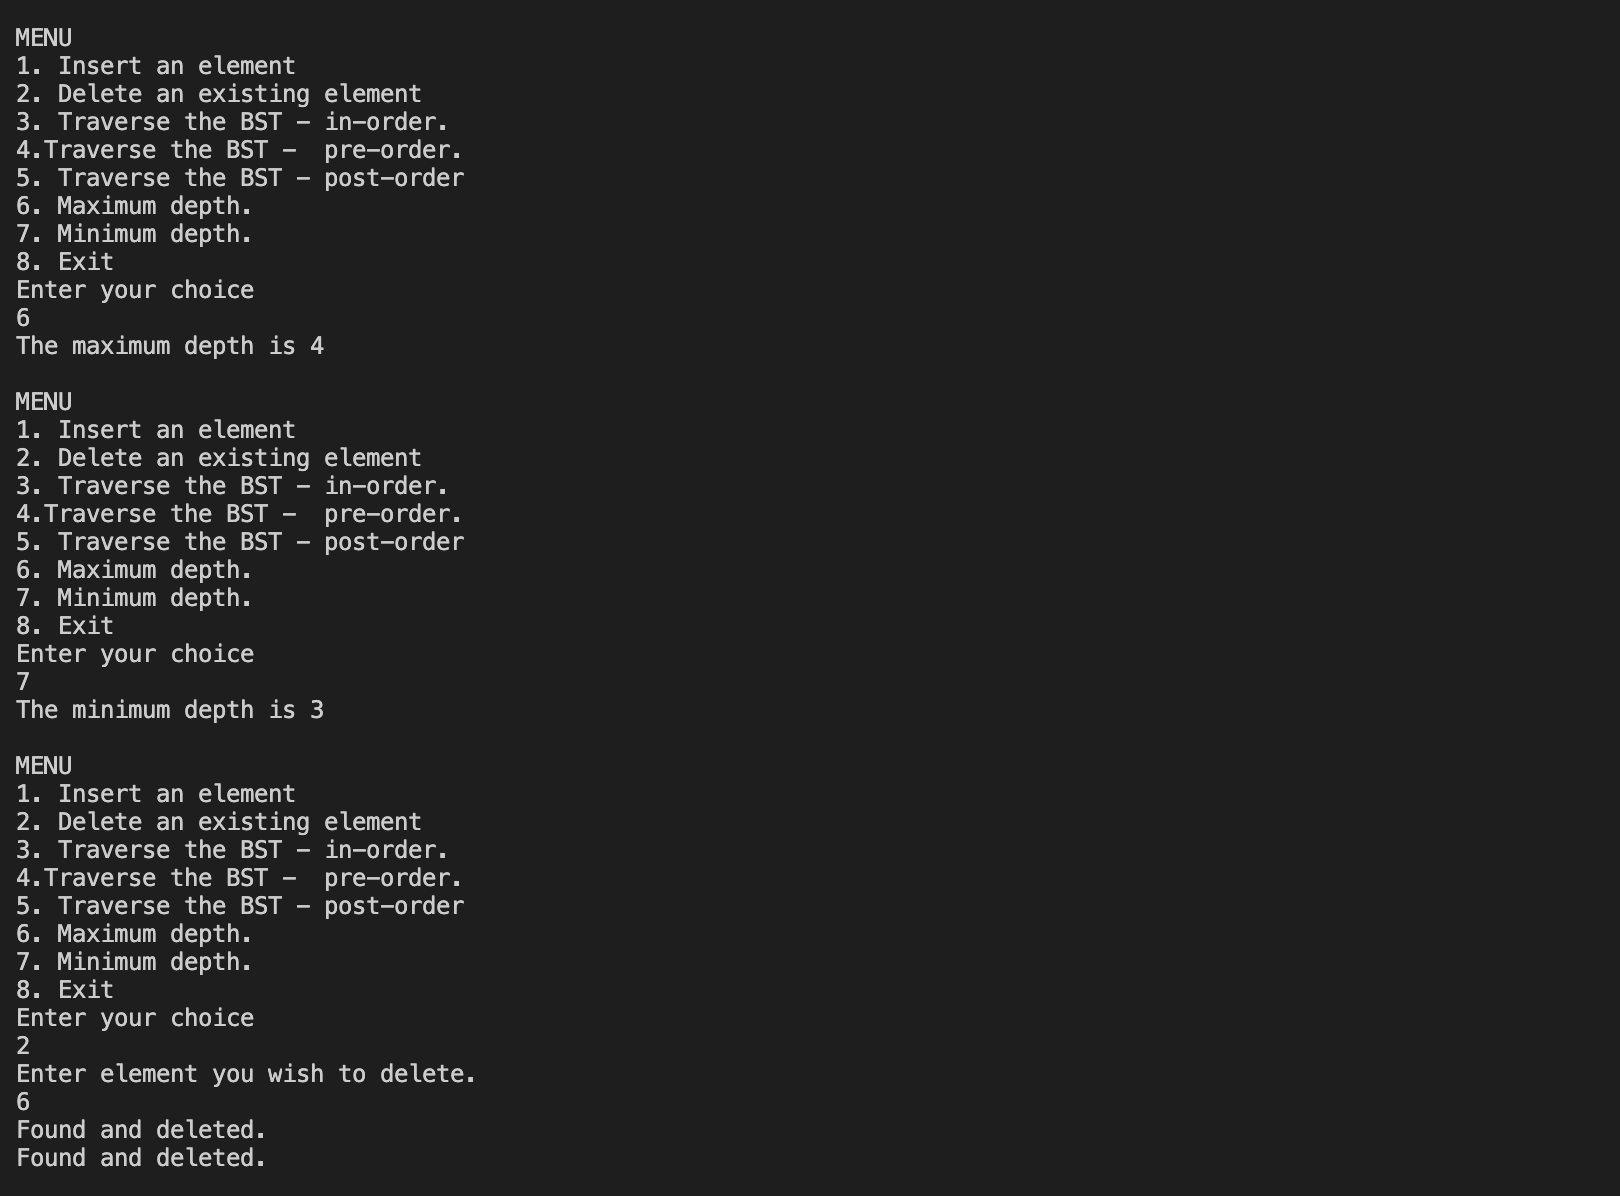 MENU
1. Insert an element
2. Delete an existing element
3. Traverse the BST - in-order.
4.Traverse the BST -  pre-order.
5. Traverse the BST - post-order
6. Maximum depth.
7. Minimum depth.
8. Exit
Enter your choice
6
The maximum depth is 4

MENU
1. Insert an element
2. Delete an existing element
3. Traverse the BST - in-order.
4.Traverse the BST -  pre-order.
5. Traverse the BST - post-order
6. Maximum depth.
7. Minimum depth.
8. Exit
Enter your choice
7
The minimum depth is 3

MENU
1. Insert an element
2. Delete an existing element
3. Traverse the BST - in-order.
4.Traverse the BST -  pre-order.
5. Traverse the BST - post-order
6. Maximum depth.
7. Minimum depth.
8. Exit
Enter your choice
2
Enter element you wish to delete.
6
Found and deleted.
Found and deleted.